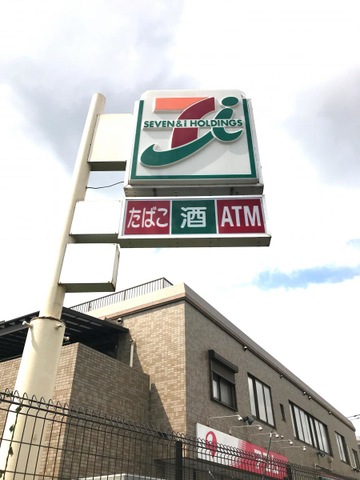 SEVEN & i HOLDINGS
たばこ 酒 ATM